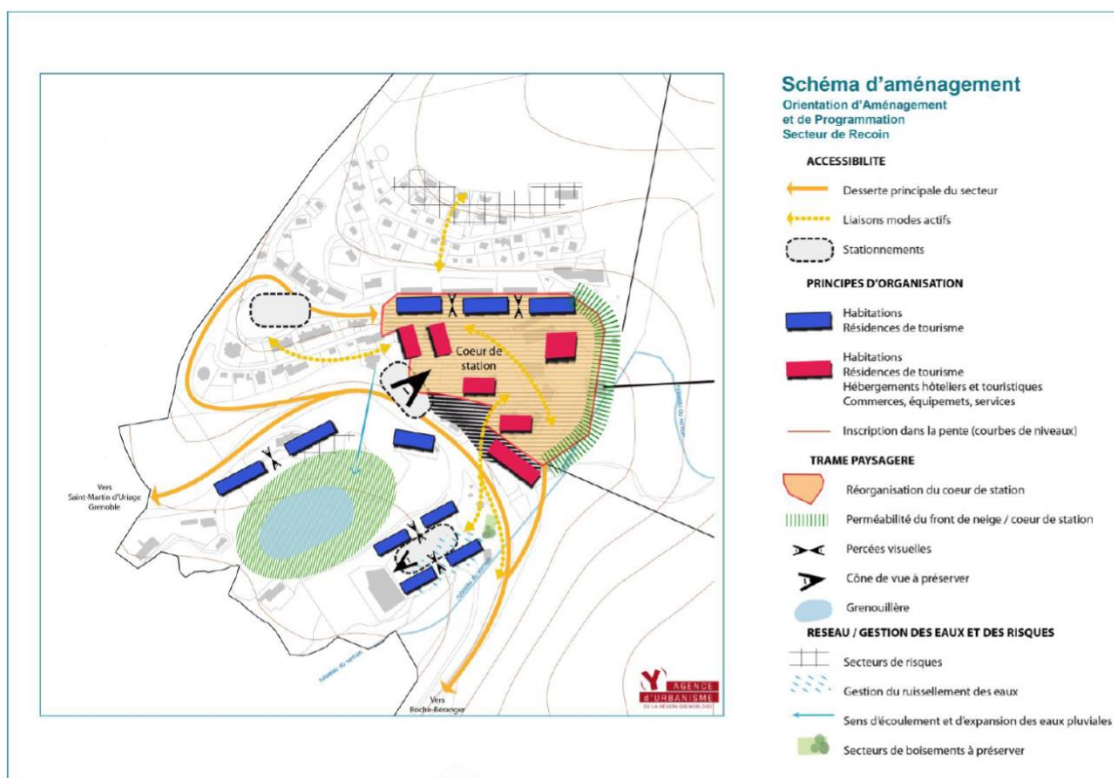 Schéma d'aménagement
Orientation d'Aménagement
et de Programmation
Secteur de Recoin
ACCESSIBILITE
Desserte principale du secteur
Liaisons modes actifs
Stationnements
PRINCIPES D'ORGANISATION
Habitations
Résidences de tourisme
Habitations
Résidences de tourisme
Hébergements hôteliers et touristiques
Commerces, équipemets, services
Inscription dans la pente (courbes de niveaux)
TRAME PAYSAGERE
Réorganisation du coeur de station
Perméabilité du front de neige / coeur de station
Percées visuelles
Cône de vue à préserver
Grenouillère
RESEAU / GESTION DES EAUX ET DES RISQUES
Secteurs de risques
Gestion du ruissellement des eaux
Sens d'écoulement et d'expansion des eaux pluviales
Secteurs de boisements à préserver
Coeur de
station
Vers
Saint-Martin d'Uriage
Grenoble
Vers
Roche-Béranger
AGENCE
d'URBANISME
DE LA RÉGION GRENOBLOISE